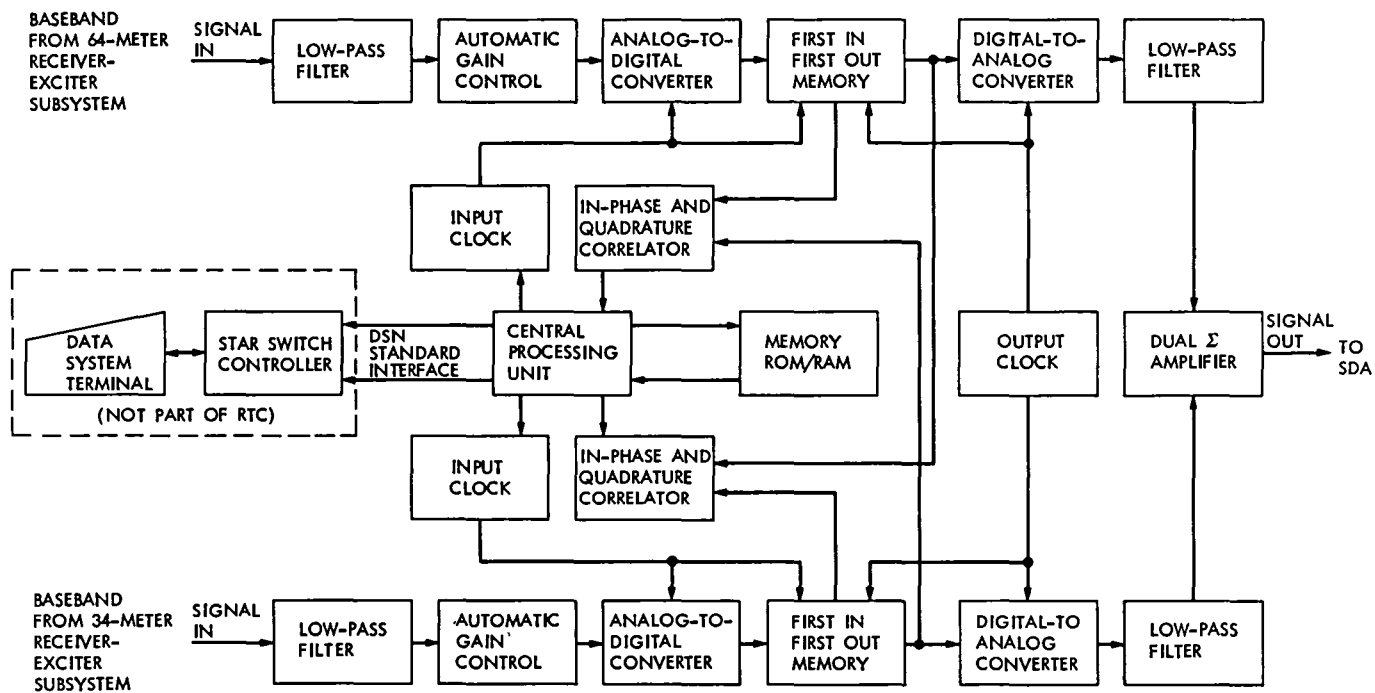 BASEBAND
FROM 64-METER
RECEIVER-
EXCITER
SUBSYSTEM
SIGNAL
IN
LOW-PASS
FILTER
AUTOMATIC
GAIN
CONTROL
ANALOG-TO-
DIGITAL
CONVERTER
FIRST IN
FIRST OUT
MEMORY
DIGITAL-TO-
ANALOG
CONVERTER
LOW-PASS
FILTER
INPUT
CLOCK
IN-PHASE AND
QUADRATURE
CORRELATOR
DATA
SYSTEM
TERMINAL
STAR SWITCH
CONTROLLER
(NOT PART OF RTC)
DSN
STANDARD
INTERFACE
CENTRAL
PROCESSING
UNIT
MEMORY
ROM/RAM
OUTPUT
CLOCK
DUAL Σ
AMPLIFIER
SIGNAL
OUT
TO
SDA
INPUT
CLOCK
IN-PHASE AND
QUADRATURE
CORRELATOR
BASEBAND
FROM 34-METER
RECEIVER-
EXCITER
SUBSYSTEM
SIGNAL
IN
LOW-PASS
FILTER
AUTOMATIC
GAIN
CONTROL
ANALOG-TO-
DIGITAL
CONVERTER
FIRST IN
FIRST OUT
MEMORY
DIGITAL-TO
ANALOG
CONVERTER
LOW-PASS
FILTER